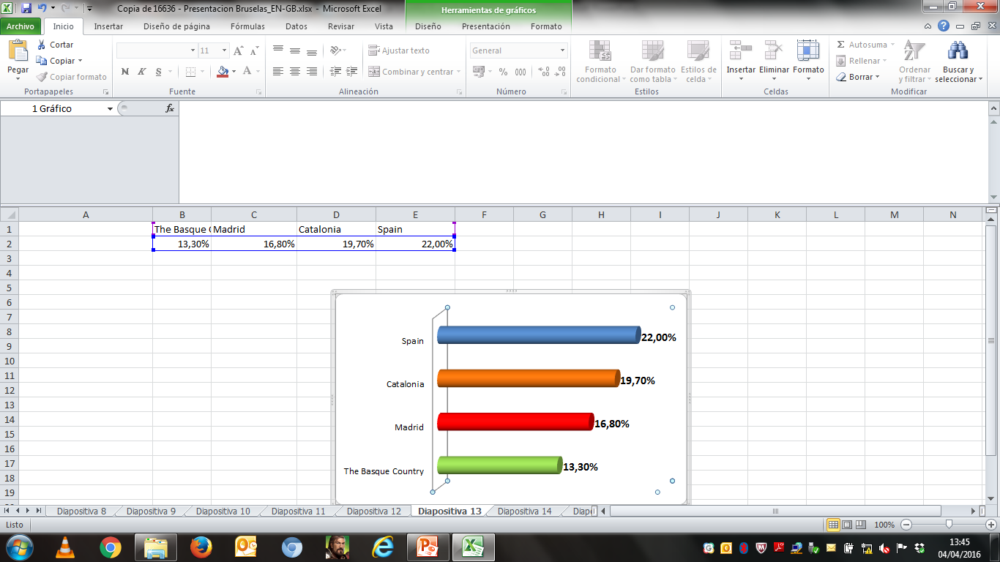 Copia de 16636 - Presentacion Bruselas_EN-GB.xlsx - Microsoft Excel
Herramientas de gráficos
Archivo Inicio Insertar Diseño de página Fórmulas Datos Revisar Vista Diseño Presentación Formato
Pegar
Cortar
Copiar
Copiar formato
Portapapeles
11
N K S
A A
A
Fuente
Ajustar texto
Combinar y centrar
Alineación
General
% 000
Número
Formato condicional
Dar formato como tabla
Estilos de celda
Estilos
Insertar Eliminar Formato
Celdas
Σ Autosuma
Rellenar
Borrar
Ordenar y filtrar
Buscar y seleccionar
Modificar
1 Gráfico fx
A B C D E F G H I J K L M N
1 The Basque Madrid Catalonia Spain
2 13,30% 16,80% 19,70% 22,00%
3
4
5
6
7
8
9
10
11
12
13
14
15
16
17
18
19
Spain 22,00%
Catalonia 19,70%
Madrid 16,80%
The Basque Country 13,30%
Diapositiva 8 Diapositiva 9 Diapositiva 10 Diapositiva 11 Diapositiva 12 Diapositiva 13 Diapositiva 14
Listo 100%
13:45
04/04/2016